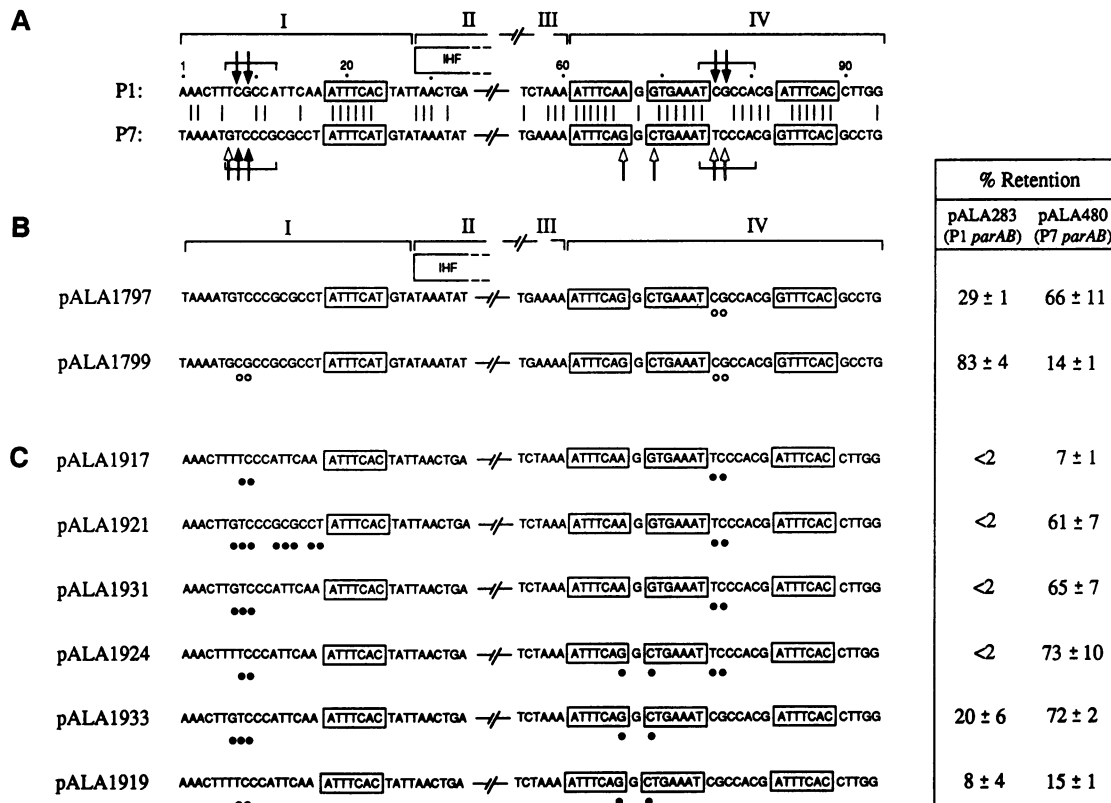 A
I II III IV
IHF
1 20 60 90
P1: AAACTTTCGCCATTCAA ATTTCAC TATTAACTGA TCTAAA ATTTCAA G GTGAAAT CGCCACG ATTTCAC CTTGG
P7: TAAAATGTCCCGCGCCT ATTTCAT GTATAAATAT TGAAAA ATTTCAG G CTGAAAT TCCCACG GTTTCAC GCCTG
% Retention
B
I II III IV
pALA283 pALA480
(P1 parAB) (P7 parAB)
IHF
pALA1797 TAAAATGTCCCGCGCCT ATTTCAT GTATAAATAT TGAAAA ATTTCAG G CTGAAAT CGCCACG GTTTCAC GCCTG 29 ± 1 66 ± 11
pALA1799 TAAAATGCGCCGCGCCT ATTTCAT GTATAAATAT TGAAAA ATTTCAG G CTGAAAT CGCCACG GTTTCAC GCCTG 83 ± 4 14 ± 1
C
pALA1917 AAACTTTTCCCATTCAA ATTTCAC TATTAACTGA TCTAAA ATTTCAA G GTGAAAT TCCCACG ATTTCAC CTTGG <2 7 ± 1
pALA1921 AAACTTGTCCCGCGCCT ATTTCAC TATTAACTGA TCTAAA ATTTCAA G GTGAAAT TCCCACG ATTTCAC CTTGG <2 61 ± 7
pALA1931 AAACTTGTCCCATTCAA ATTTCAC TATTAACTGA TCTAAA ATTTCAA G GTGAAAT TCCCACG ATTTCAC CTTGG <2 65 ± 7
pALA1924 AAACTTTTCCCATTCAA ATTTCAC TATTAACTGA TCTAAA ATTTCAG G CTGAAAT TCCCACG ATTTCAC CTTGG <2 73 ± 10
pALA1933 AAACTTGTCCCATTCAA ATTTCAC TATTAACTGA TCTAAA ATTTCAG G CTGAAAT CGCCACG ATTTCAC CTTGG 20 ± 6 72 ± 2
pALA1919 AAACTTTTCCCATTCAA ATTTCAC TATTAACTGA TCTAAA ATTTCAG G CTGAAAT CGCCACG ATTTCAC CTTGG 8 ± 4 15 ± 1